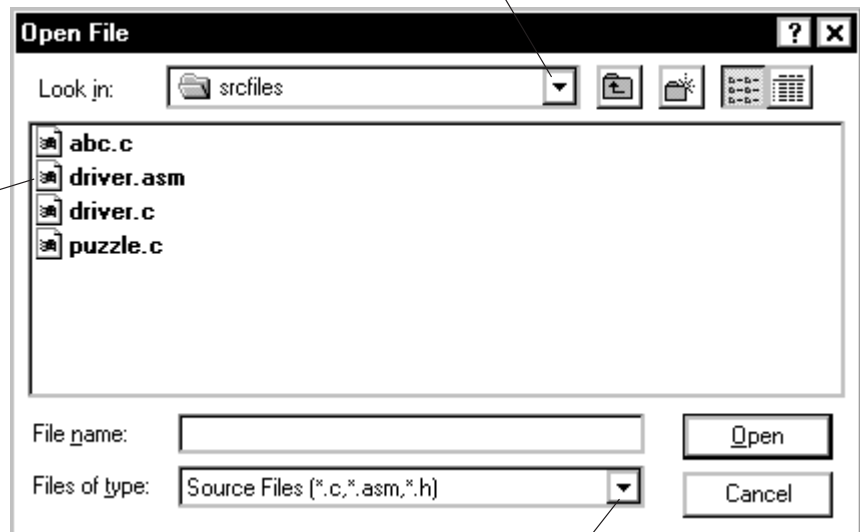 Open File
Look in: srcfiles
abc.c
driver.asm
driver.c
puzzle.c
File name: Open
Files of type: Source Files (*.c,*.asm,*.h) Cancel